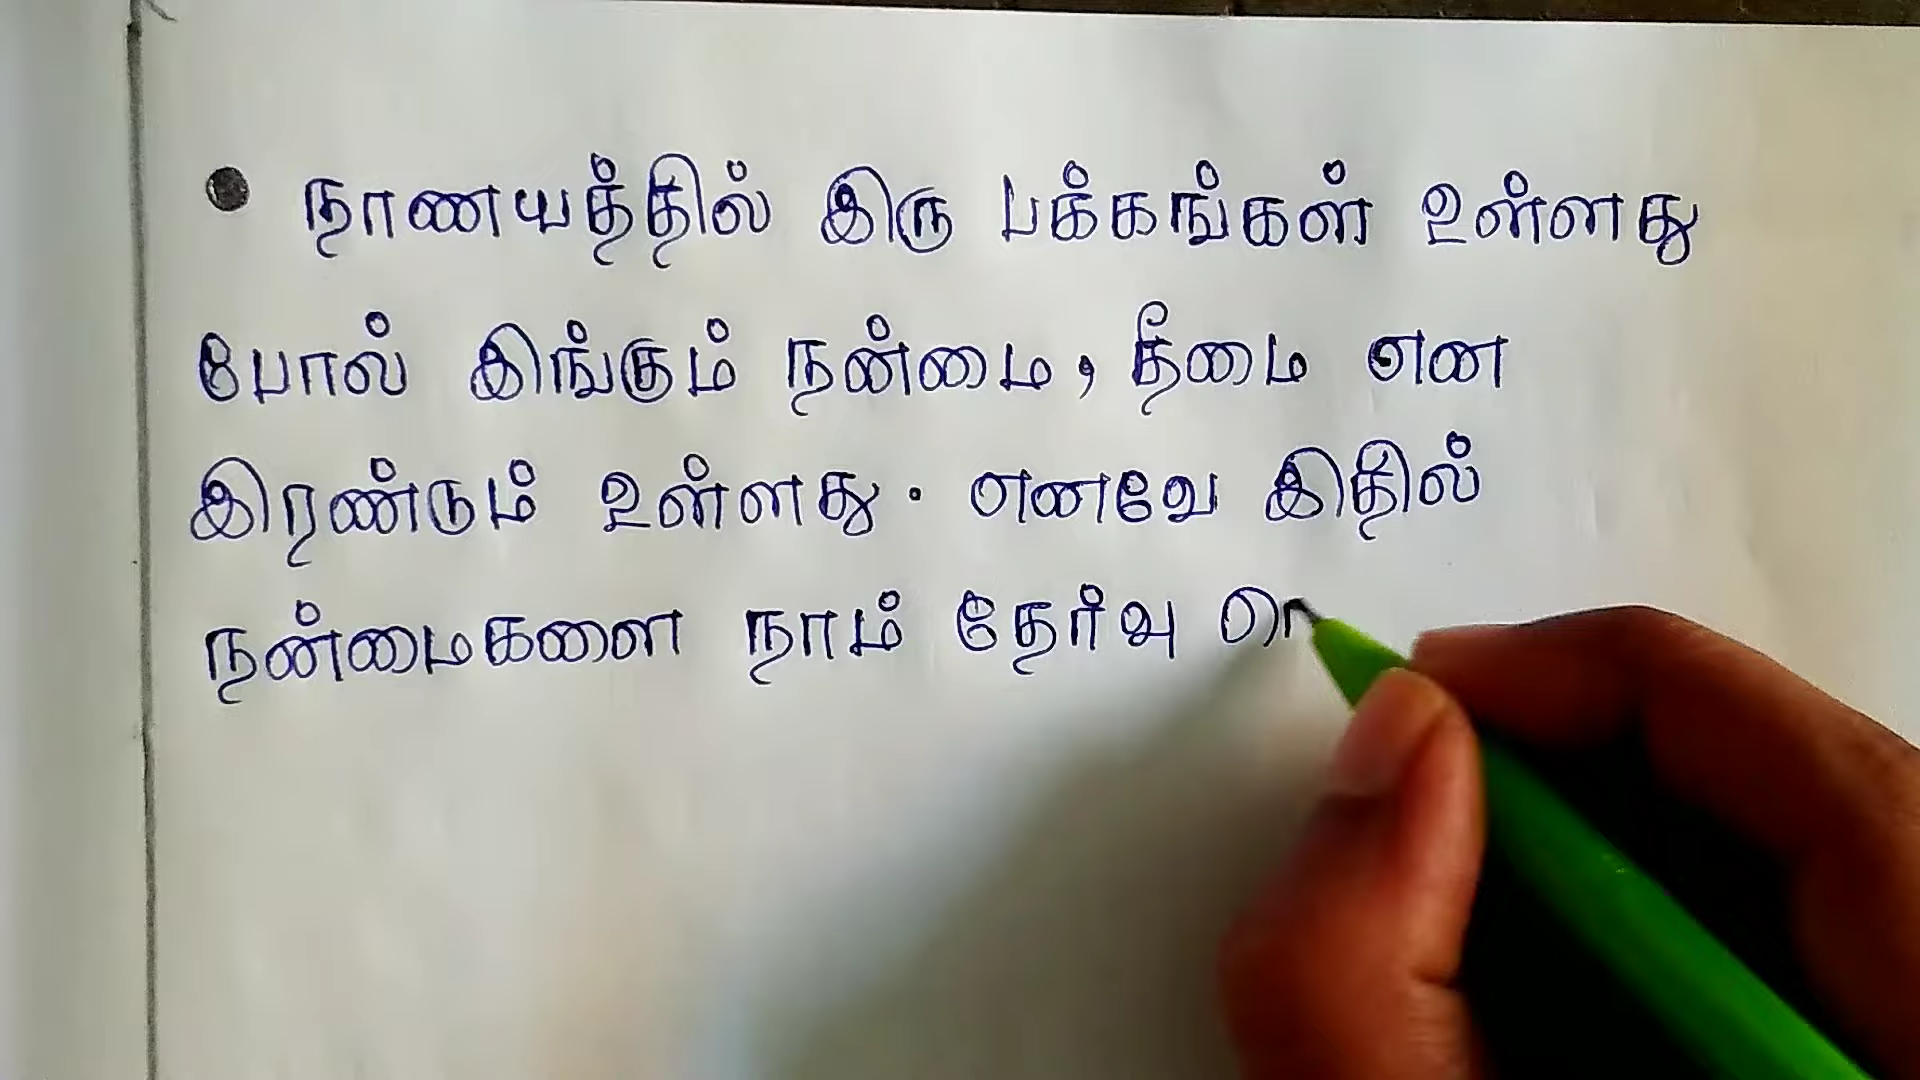 • நாணயத்தில் இரு பக்கங்கள் உள்ளது
போல் இங்கும் நன்மை, தீமை என
இரண்டும் உள்ளது. எனவே இதில்
நன்மைகளை நாம் தேர்வு